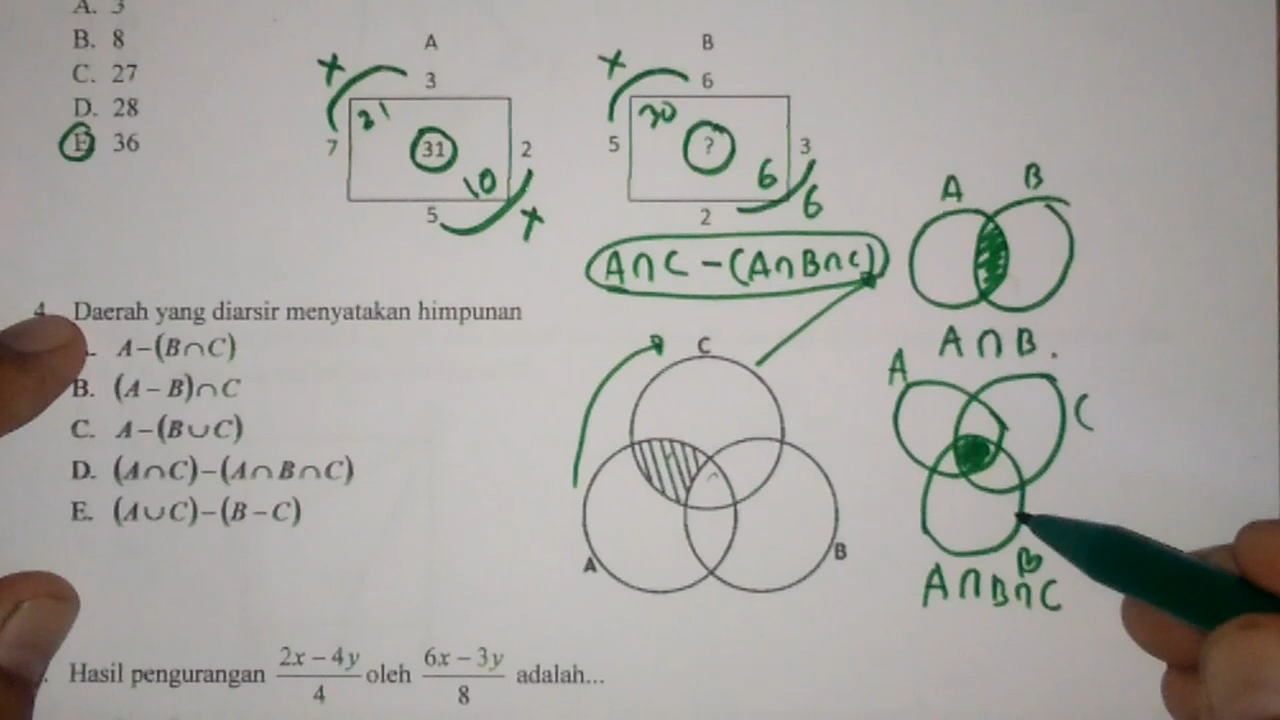 A. 3
B. 8
C. 27
D. 28
E 36
A
3
+
21
7
31
2
10
5
+
B
6
+
30
5
?
3
6
6
2
A∩C-(A∩B∩C)
A B
A∩B.
4. Daerah yang diarsir menyatakan himpunan
A-(B∩C)
B. (A-B)∩C
C. A-(B∪C)
D. (A∩C)-(A∩B∩C)
E. (A∪C)-(B-C)
C
A
B
A
C
B
A∩B∩C
Hasil pengurangan (2x-4y)/4 oleh (6x-3y)/8 adalah...